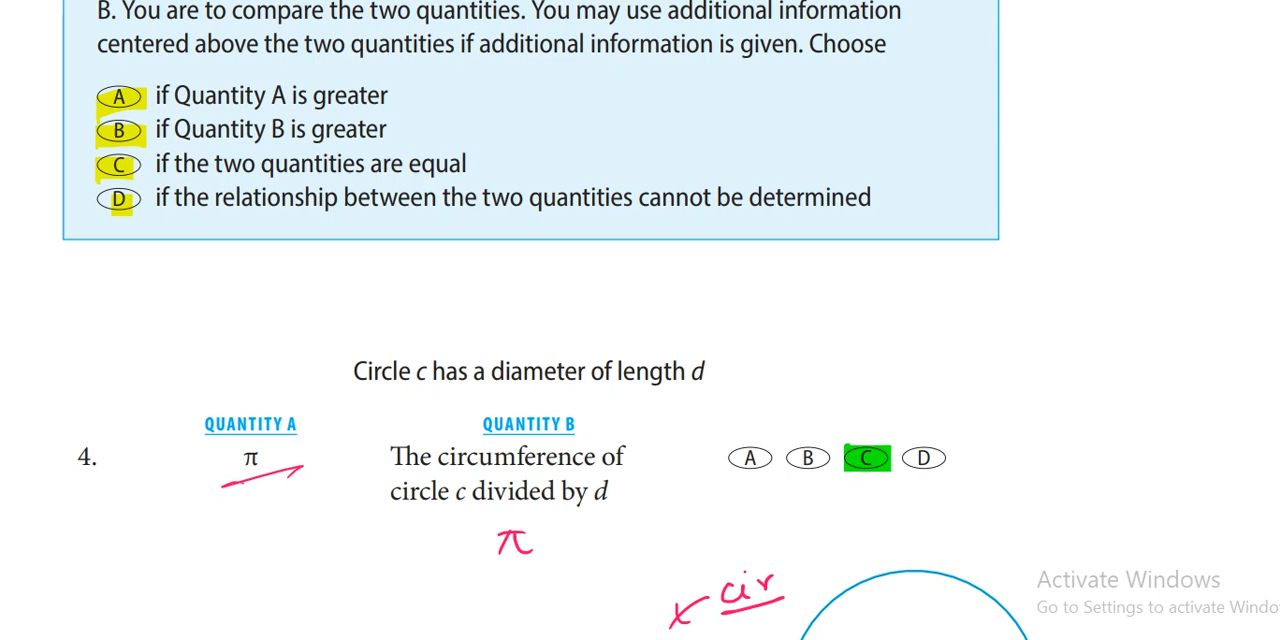 B. You are to compare the two quantities. You may use additional information
centered above the two quantities if additional information is given. Choose
A if Quantity A is greater
B if Quantity B is greater
C if the two quantities are equal
D if the relationship between the two quantities cannot be determined
Circle c has a diameter of length d
QUANTITY A QUANTITY B
4. π The circumference of A B C D
circle c divided by d
π
cir
Activate Windows
Go to Settings to activate Windo